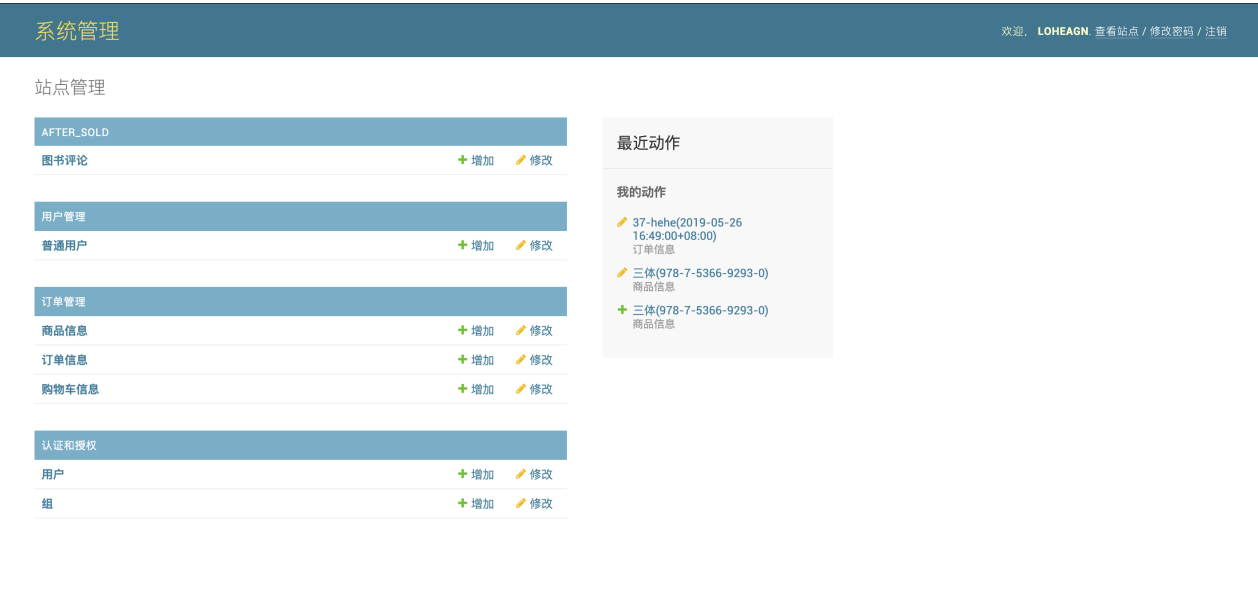 系统管理
欢迎， LOHEAGN. 查看站点 / 修改密码 / 注销
站点管理
AFTER_SOLD
图书评论 增加 修改
用户管理
普通用户 增加 修改
订单管理
商品信息 增加 修改
订单信息 增加 修改
购物车信息 增加 修改
认证和授权
用户 增加 修改
组 增加 修改
最近动作
我的动作
37-hehe(2019-05-26
16:49:00+08:00)
订单信息
三体(978-7-5366-9293-0)
商品信息
三体(978-7-5366-9293-0)
商品信息